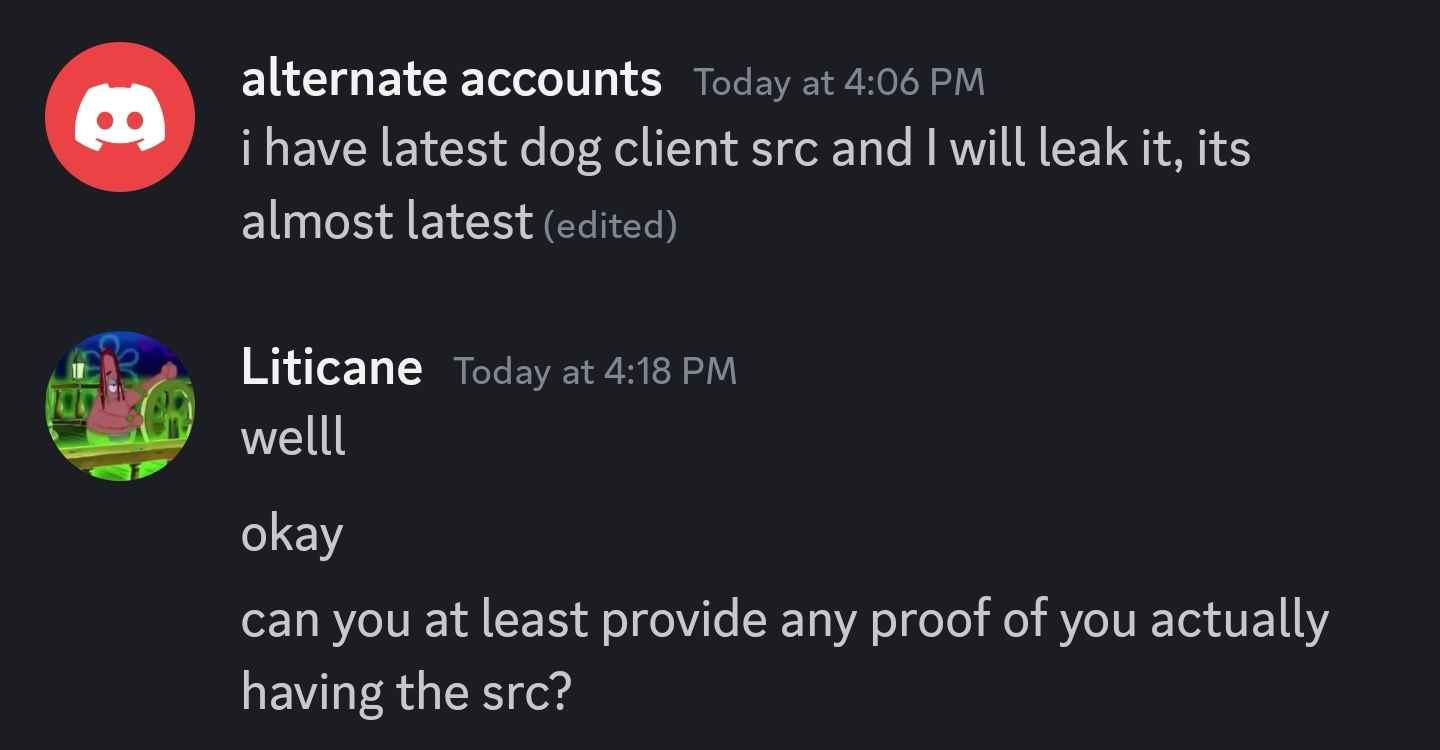 alternate accounts Today at 4:06 PM
i have latest dog client src and I will leak it, its
almost latest (edited)
Liticane Today at 4:18 PM
welll
okay
can you at least provide any proof of you actually
having the src?